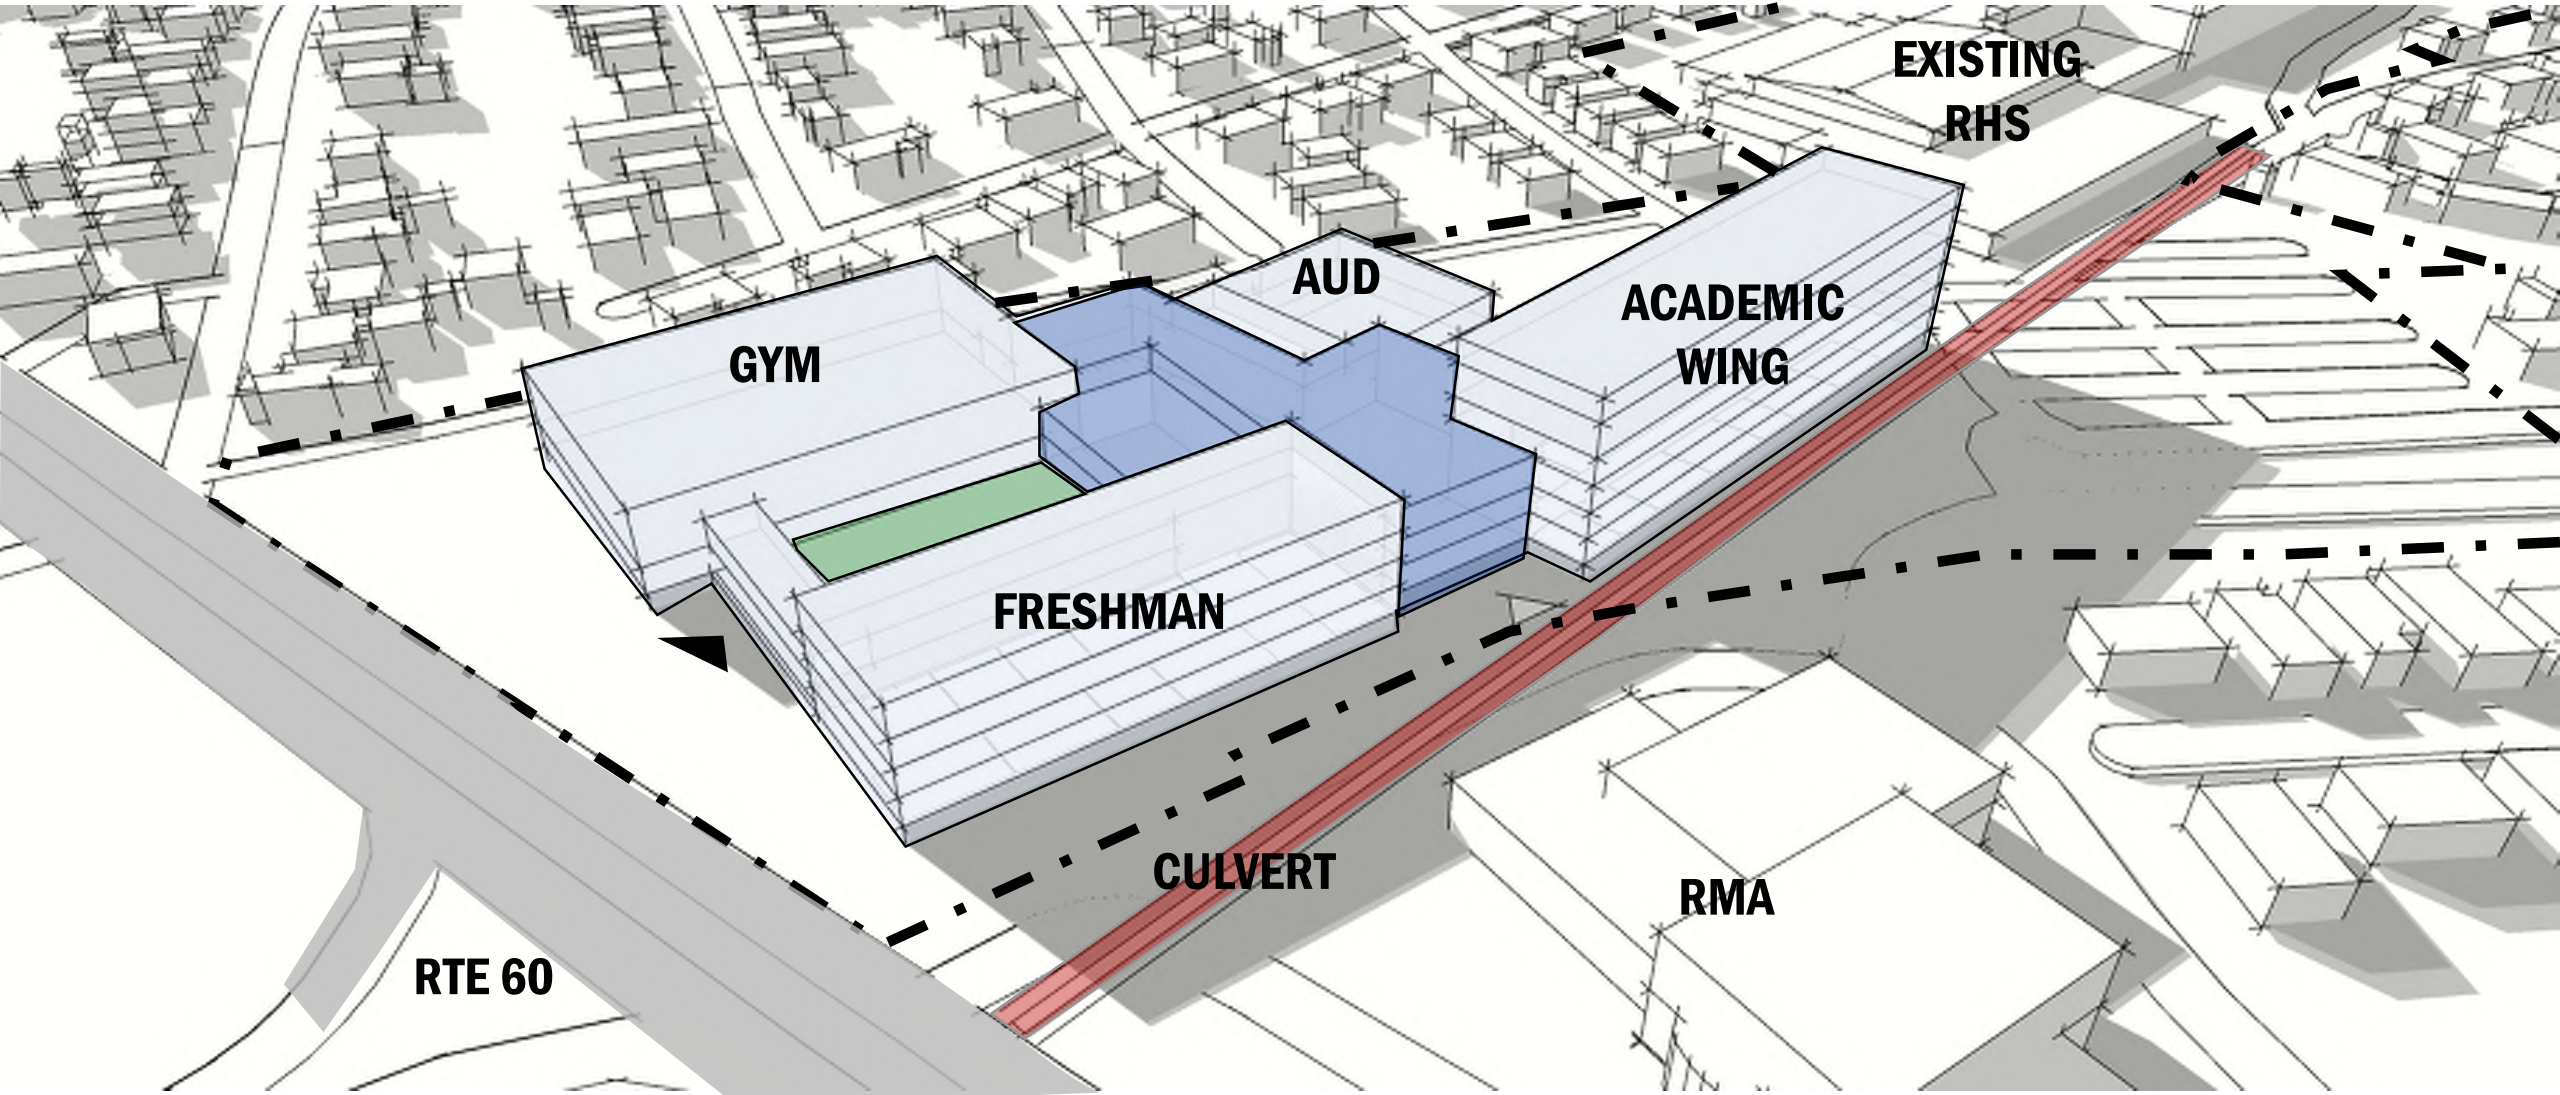 EXISTING
RHS
AUD
ACADEMIC
WING
GYM
FRESHMAN
CULVERT
RMA
RTE 60